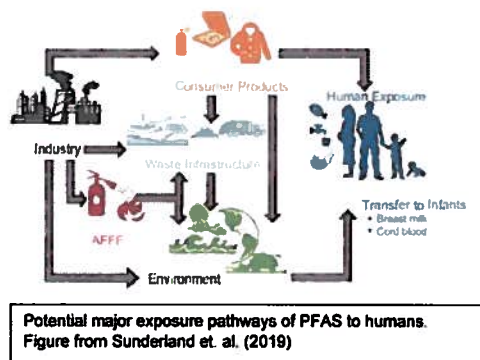 Consumer Products
Human Exposure
Industry
Waste Infrastructure
Transfer to Infants
• Breast milk
• Cord blood
AFFF
Environment
Potential major exposure pathways of PFAS to humans.
Figure from Sunderland et. al. (2019)